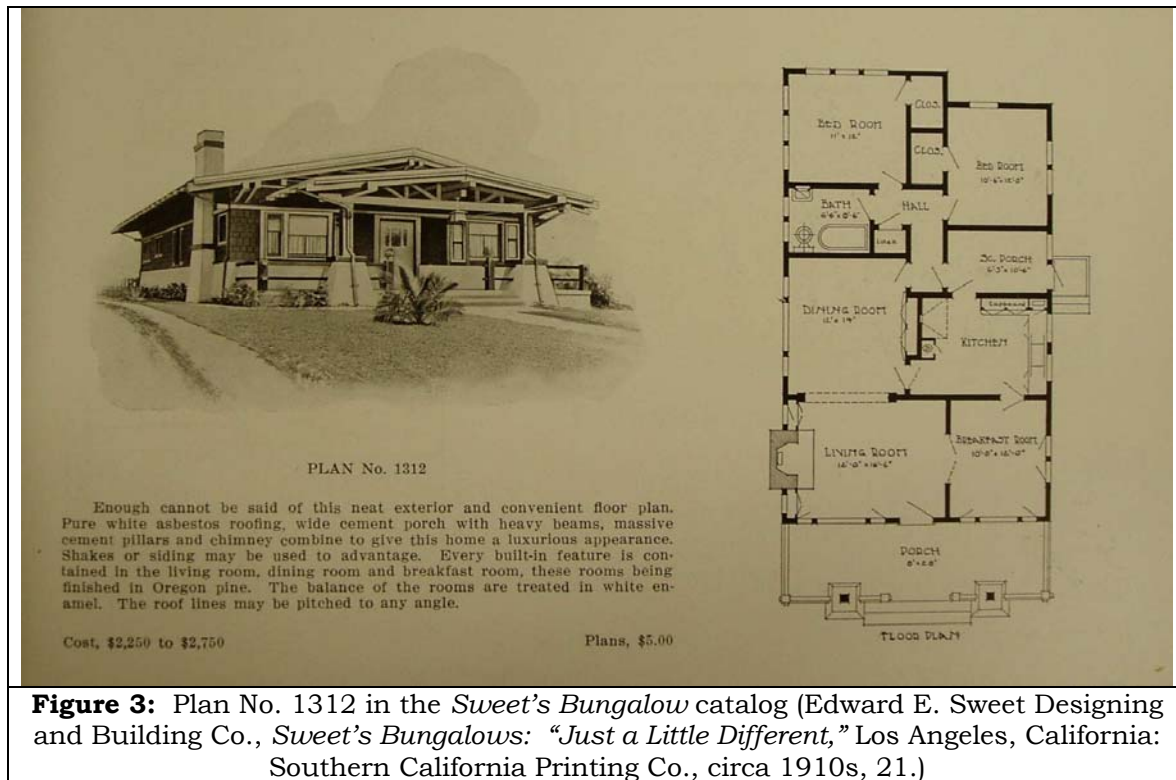 PLAN No. 1312
Enough cannot be said of this neat exterior and convenient floor plan.
Pure white asbestos roofing, wide cement porch with heavy beams, massive
cement pillars and chimney combine to give this home a luxurious appearance.
Shakes or siding may be used to advantage. Every built-in feature is con-
tained in the living room, dining room and breakfast room, these rooms being
finished in Oregon pine. The balance of the rooms are treated in white en-
amel. The roof lines may be pitched to any angle.
Cost, $2,250 to $2,750 Plans, $5.00
BED ROOM
CLOS.
CLOS.
BED ROOM
BATH
HALL
SC. PORCH
DINING ROOM
12' x 14'
CUPBOARD
KITCHEN
LIVING ROOM
BREAKFAST ROOM
PORCH
FLOOR PLAN
Figure 3: Plan No. 1312 in the Sweet's Bungalow catalog (Edward E. Sweet Designing
and Building Co., Sweet's Bungalows: "Just a Little Different," Los Angeles, California:
Southern California Printing Co., circa 1910s, 21.)